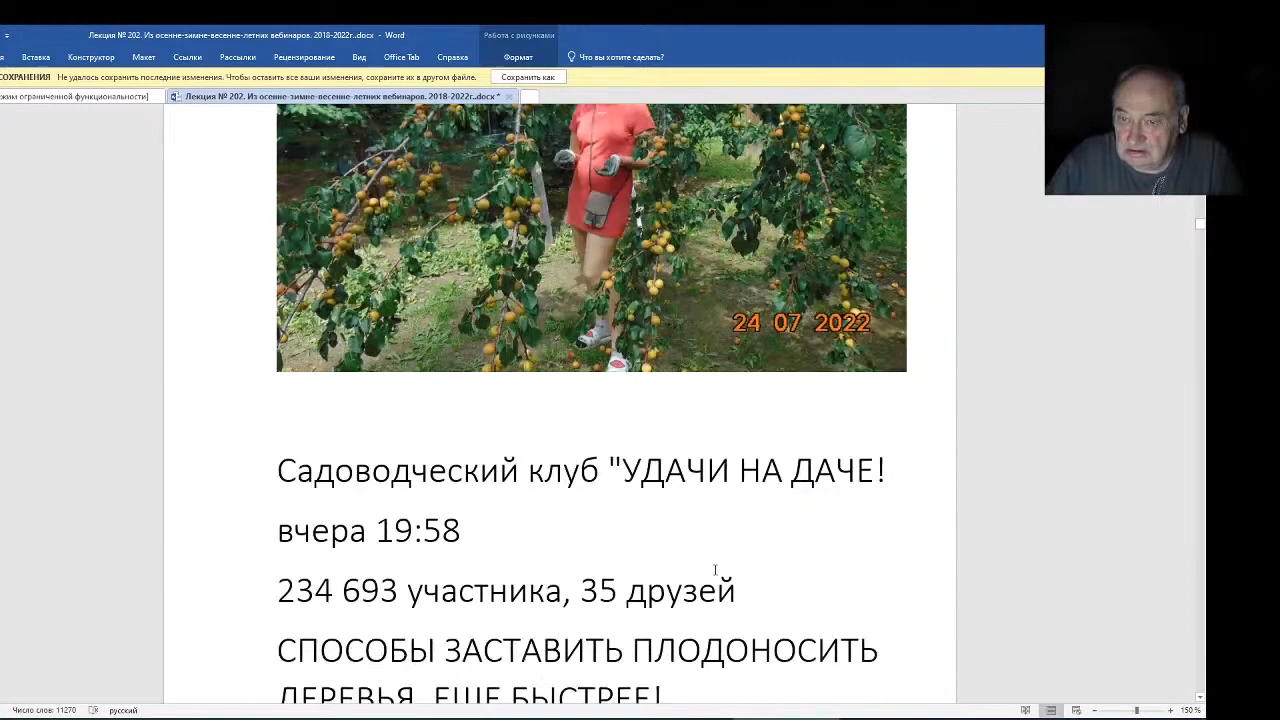 Лекция № 202. Из осенне-зимне-весенне-летних вебинаров. 2018-2022г..docx - Word
Работа с рисунками
Вставка Конструктор Макет Ссылки Рассылки Рецензирование Вид Office Tab Справка Формат Что вы хотите сделать?
СОХРАНЕНИЯ Не удалось сохранить последние изменения. Чтобы оставить все ваши изменения, сохраните их в другом файле. Сохранить как
жим ограниченной функциональности] Лекция № 202. Из осенне-зимне-весенне-летних вебинаров. 2018-2022г..docx *
24 07 2022
Садоводческий клуб "УДАЧИ НА ДАЧЕ!
вчера 19:58
234 693 участника, 35 друзей
СПОСОБЫ ЗАСТАВИТЬ ПЛОДОНОСИТЬ
ДЕРЕВЬЯ ЕЩЕ БЫСТРЕЕ!
Число слов: 11270 русский 150 %